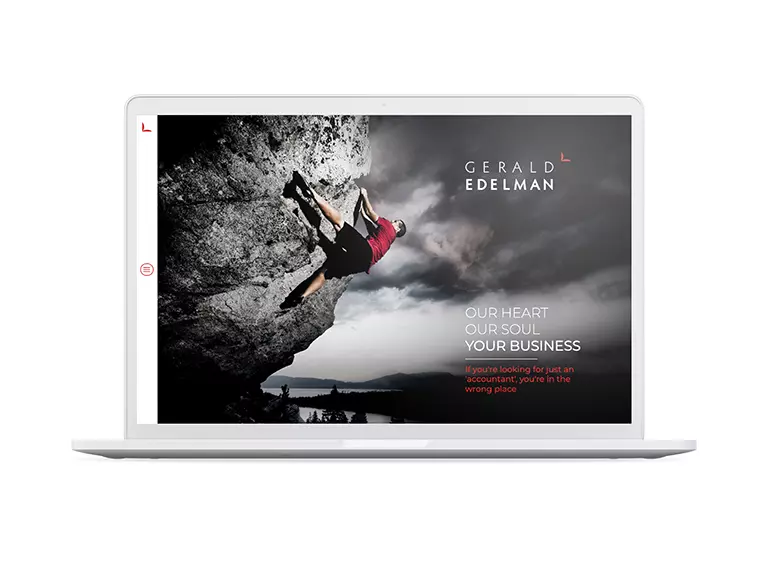 GERALD
EDELMAN
OUR HEART
OUR SOUL
YOUR BUSINESS
If you're looking for just an
'accountant', you're in the
wrong place